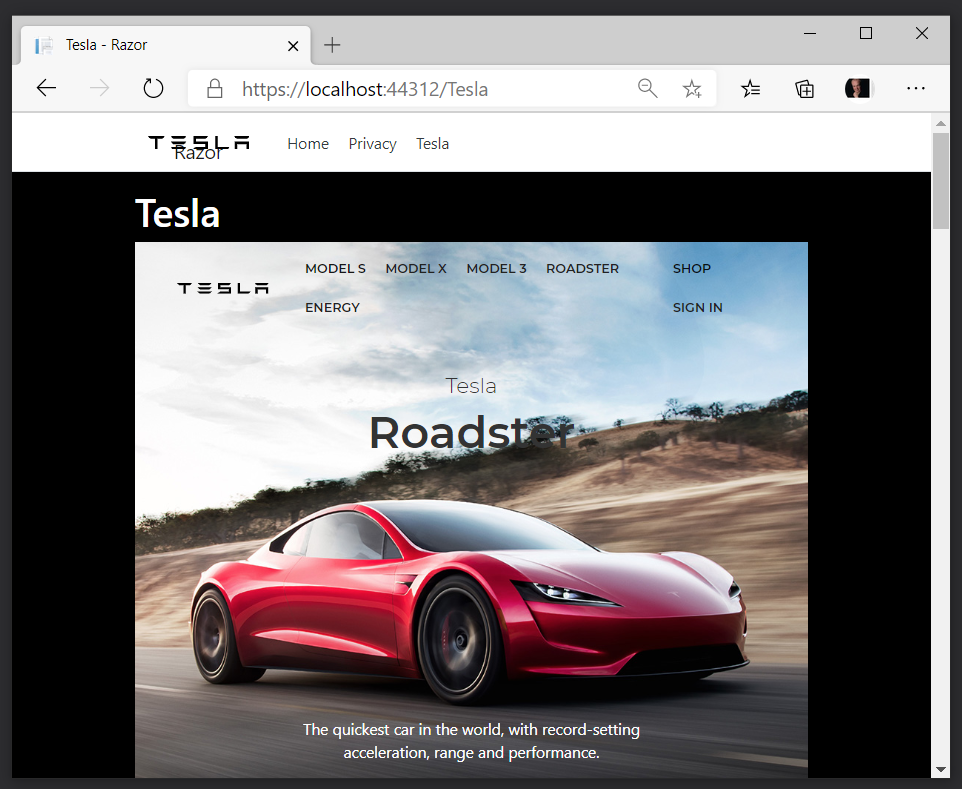 Tesla - Razor
https://localhost:44312/Tesla
TESLA
Razor
Home Privacy Tesla
Tesla
TESLA
MODEL S MODEL X MODEL 3 ROADSTER SHOP
ENERGY SIGN IN
Tesla
Roadster
The quickest car in the world, with record-setting
acceleration, range and performance.